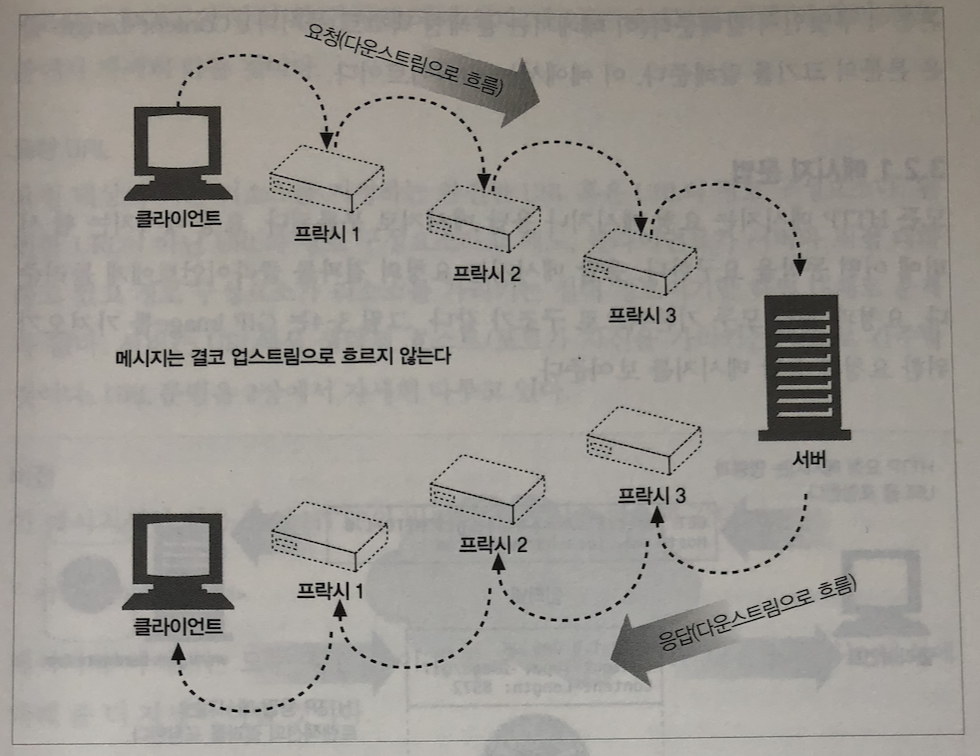 요청(다운스트림으로 흐름)
클라이언트
프락시 1
프락시 2
프락시 3
메시지는 결코 업스트림으로 흐르지 않는다
서버
프락시 3
프락시 2
프락시 1
클라이언트
응답(다운스트림으로 흐름)